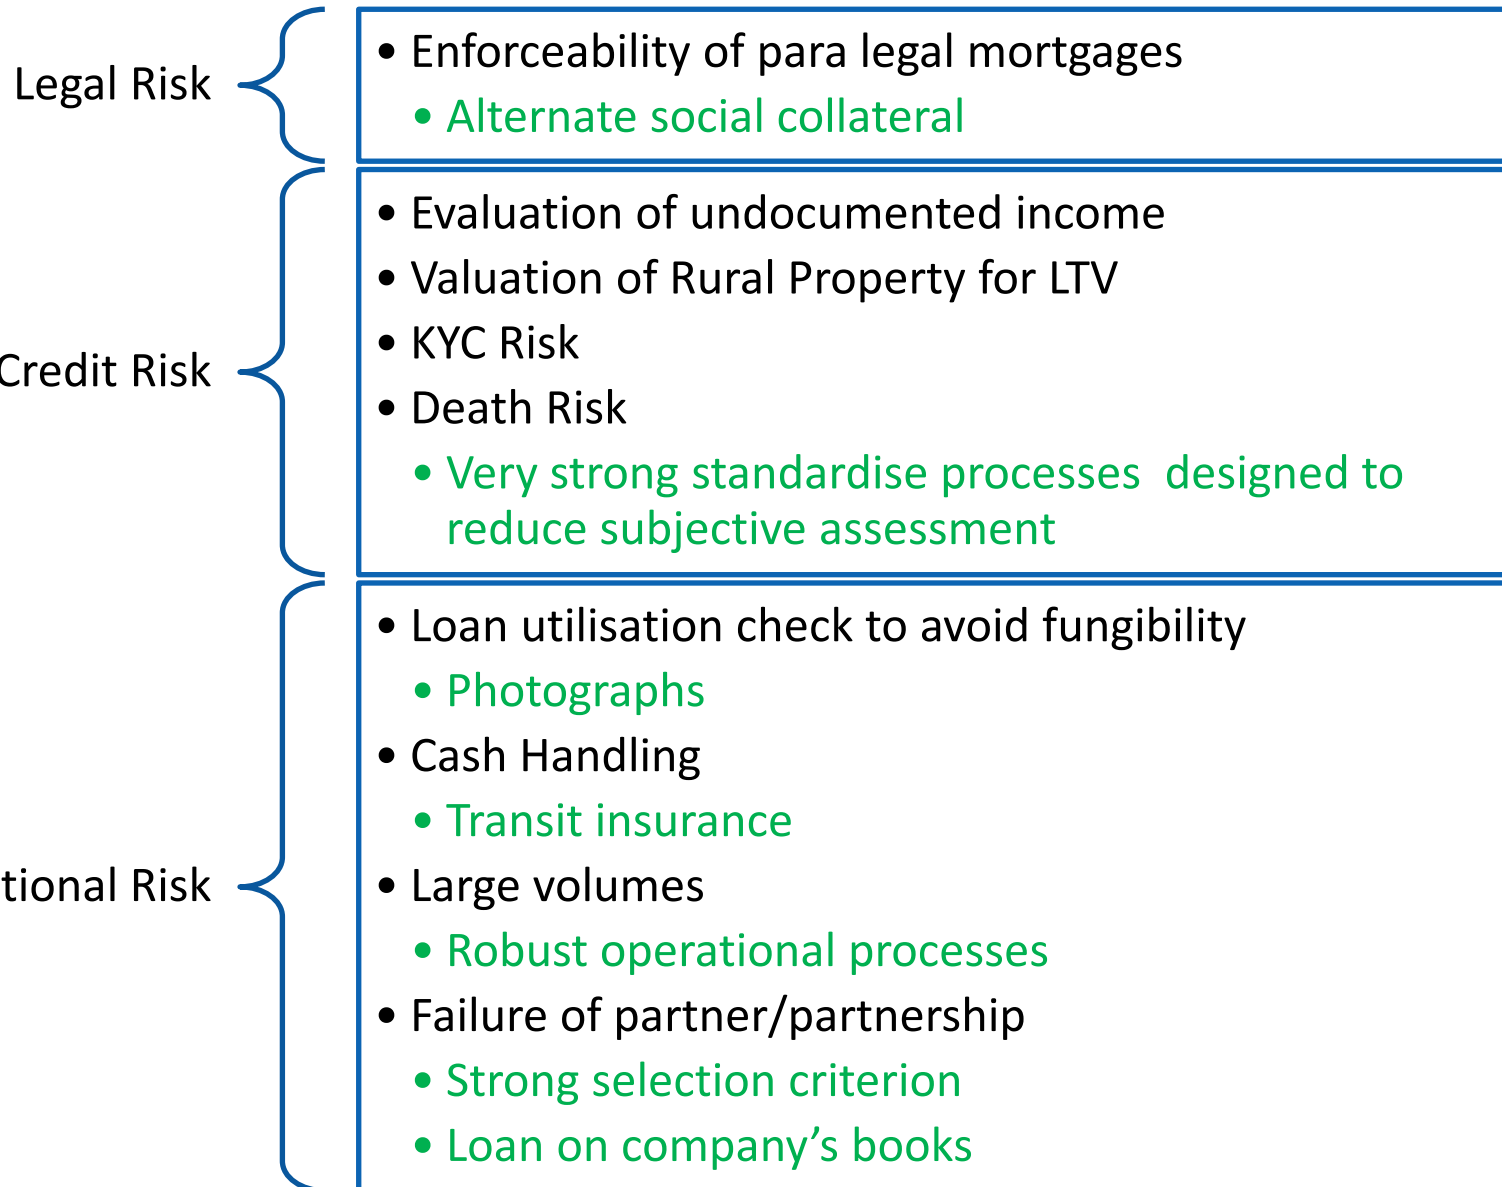 Legal Risk
• Enforceability of para legal mortgages
• Alternate social collateral
Credit Risk
• Evaluation of undocumented income
• Valuation of Rural Property for LTV
• KYC Risk
• Death Risk
• Very strong standardise processes  designed to
reduce subjective assessment
tional Risk
• Loan utilisation check to avoid fungibility
• Photographs
• Cash Handling
• Transit insurance
• Large volumes
• Robust operational processes
• Failure of partner/partnership
• Strong selection criterion
• Loan on company’s books